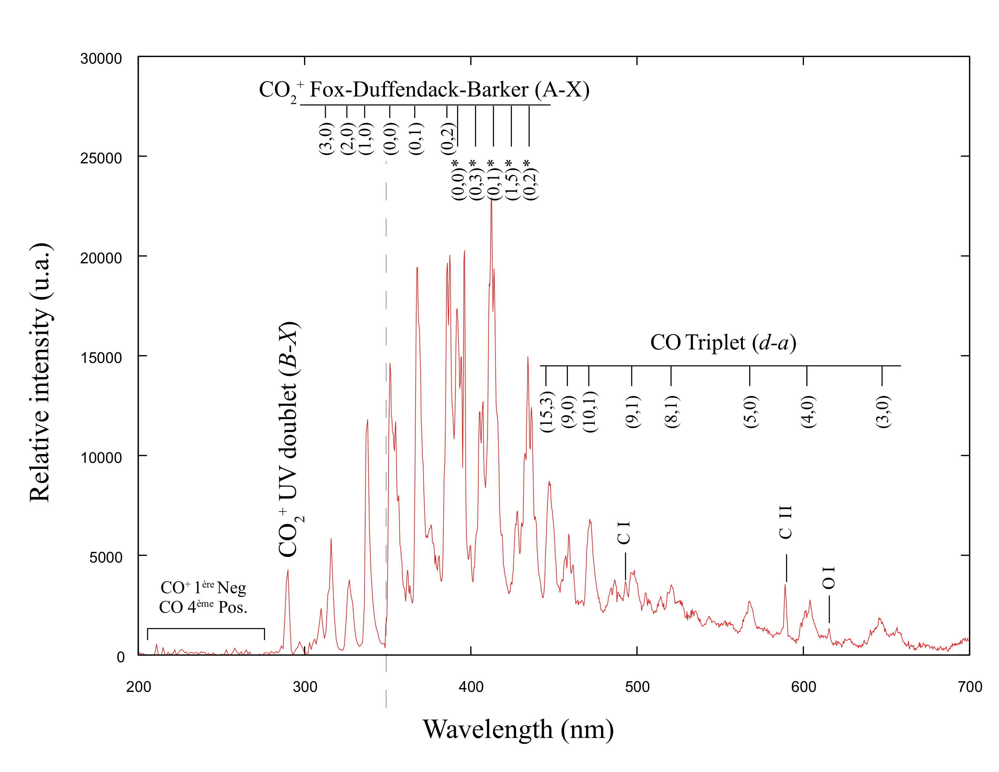 30000
25000
20000
15000
10000
5000
0
Relative intensity (u.a.)
CO₂⁺ Fox-Duffendack-Barker (A-X)
(3,0) (2,0) (1,0) (0,0) (0,1) (0,2)
(0,0)* (0,3)* (0,1)* (1,5)* (0,2)*
CO₂⁺ UV doublet (B-X)
CO Triplet (d-a)
(15,3) (9,0) (10,1) (9,1) (8,1) (5,0) (4,0) (3,0)
C I
C II
O I
CO⁺ 1ère Neg
CO 4ème Pos.
200 300 400 500 600 700
Wavelength (nm)